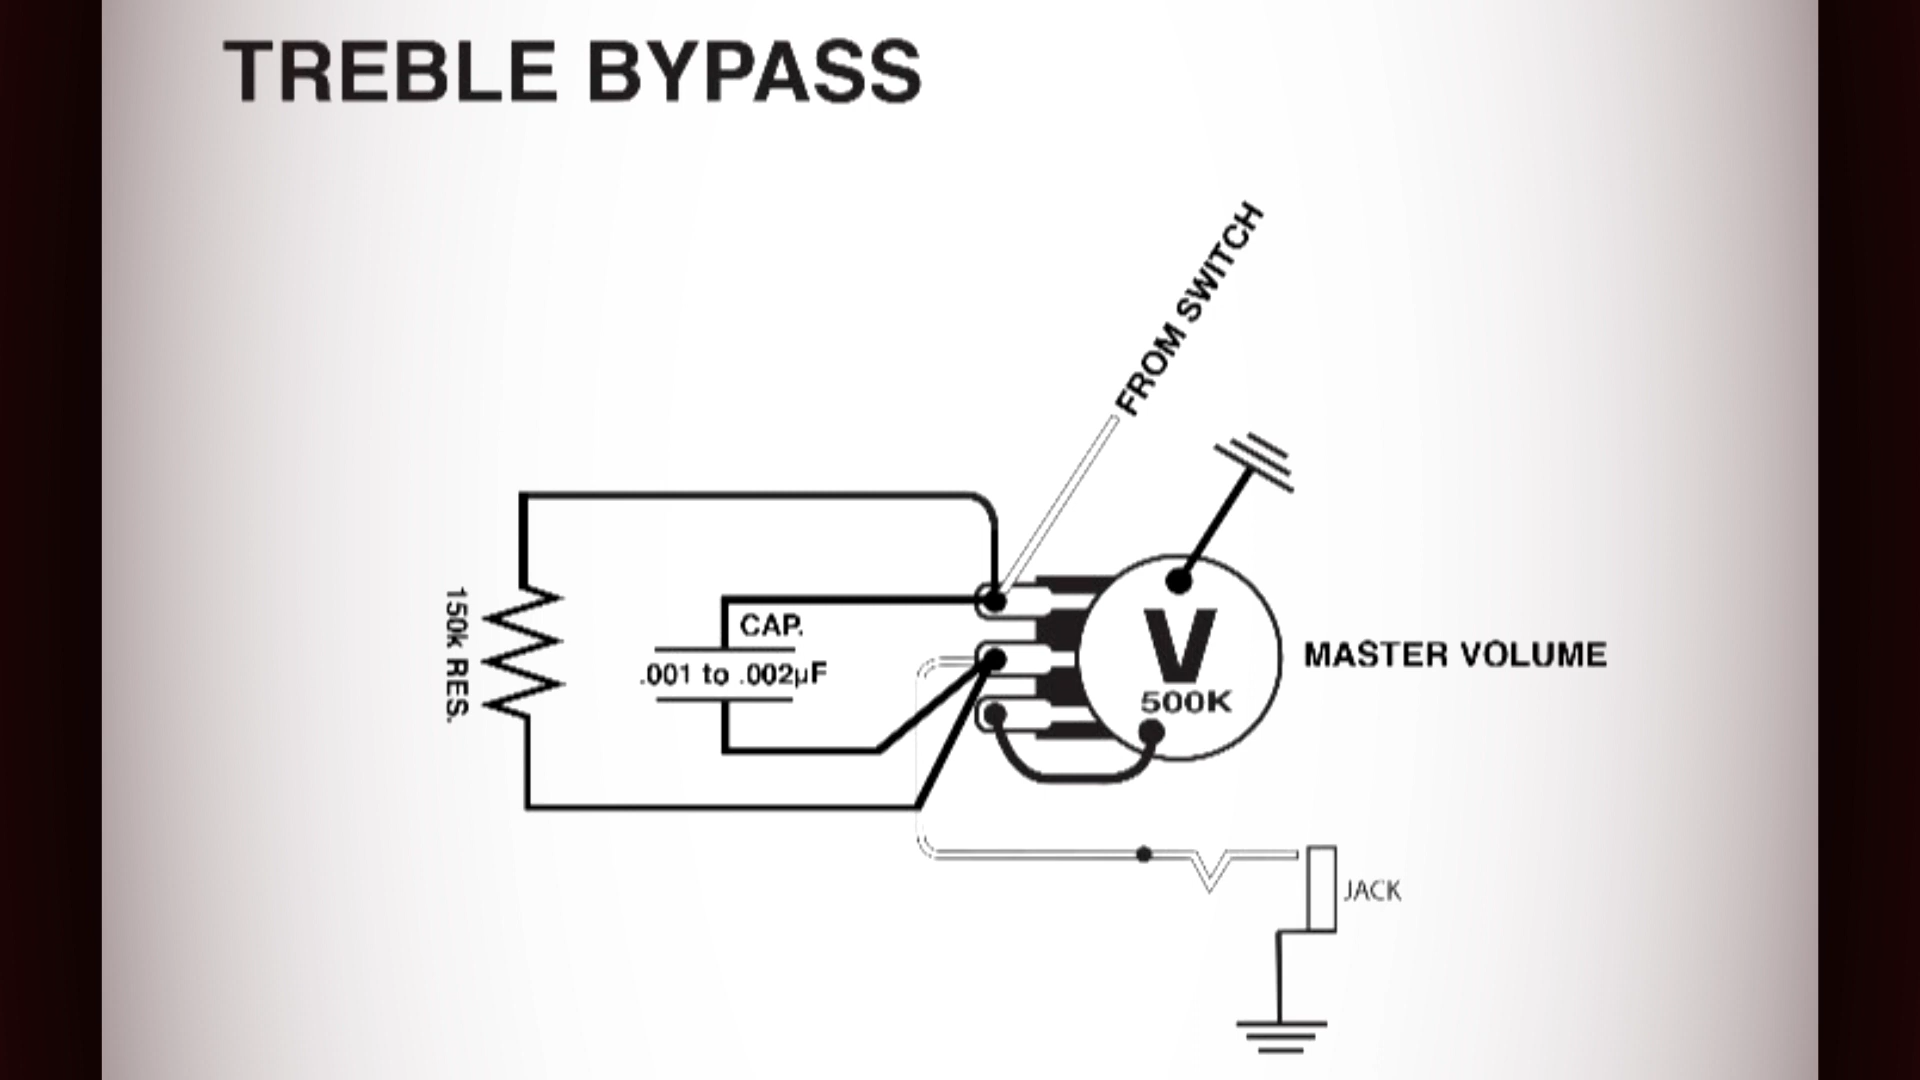 TREBLE BYPASS
FROM SWITCH
150k RES.
CAP.
.001 to .002µF
V
500K
MASTER VOLUME
JACK